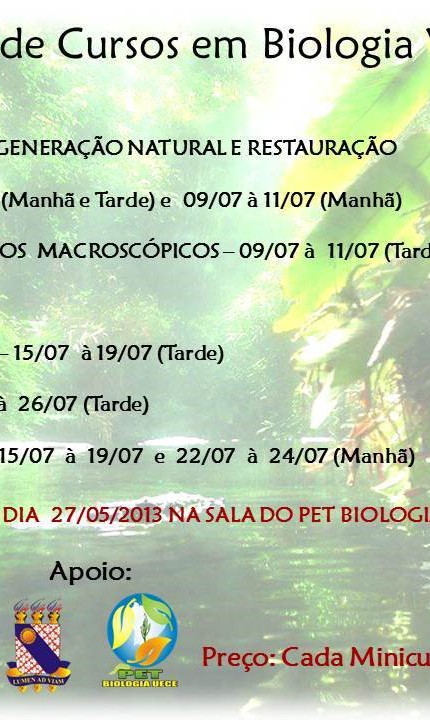 de Cursos em Biologia V
GENERAÇÃO NATURAL E RESTAURAÇÃO
(Manhã e Tarde) e 09/07 à 11/07 (Manhã)
OS MACROSCÓPICOS – 09/07 à 11/07 (Tard
– 15/07 à 19/07 (Tarde)
à 26/07 (Tarde)
15/07 à 19/07 e 22/07 à 24/07 (Manhã)
DIA 27/05/2013 NA SALA DO PET BIOLOGIA
Apoio:
LUMEN AD VIAM
PET
BIOLOGIA UECE
Preço: Cada Minicu